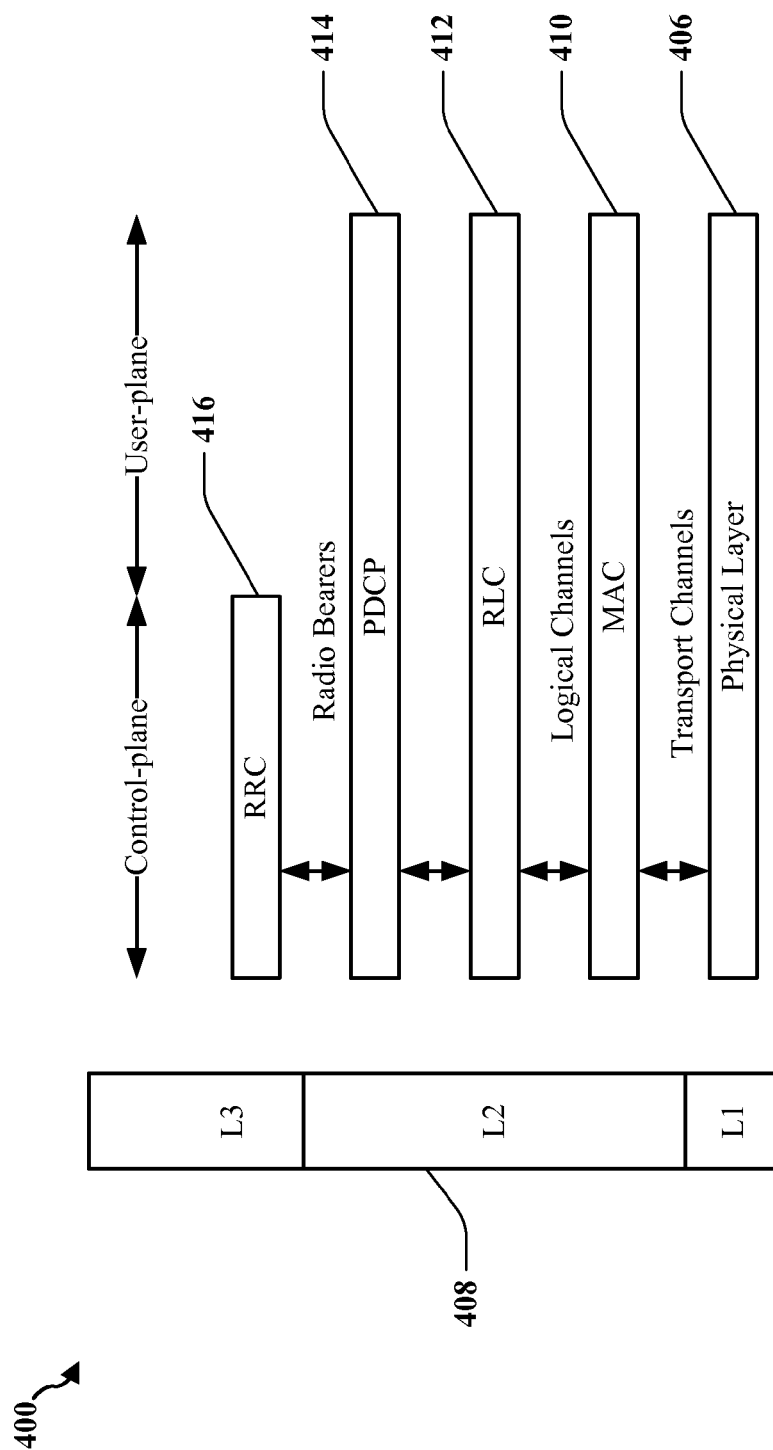 400
Control-plane
User-plane
416
L3
RRC
Radio Bearers
414
PDCP
412
408
L2
RLC
Logical Channels
410
MAC
Transport Channels
406
L1
Physical Layer